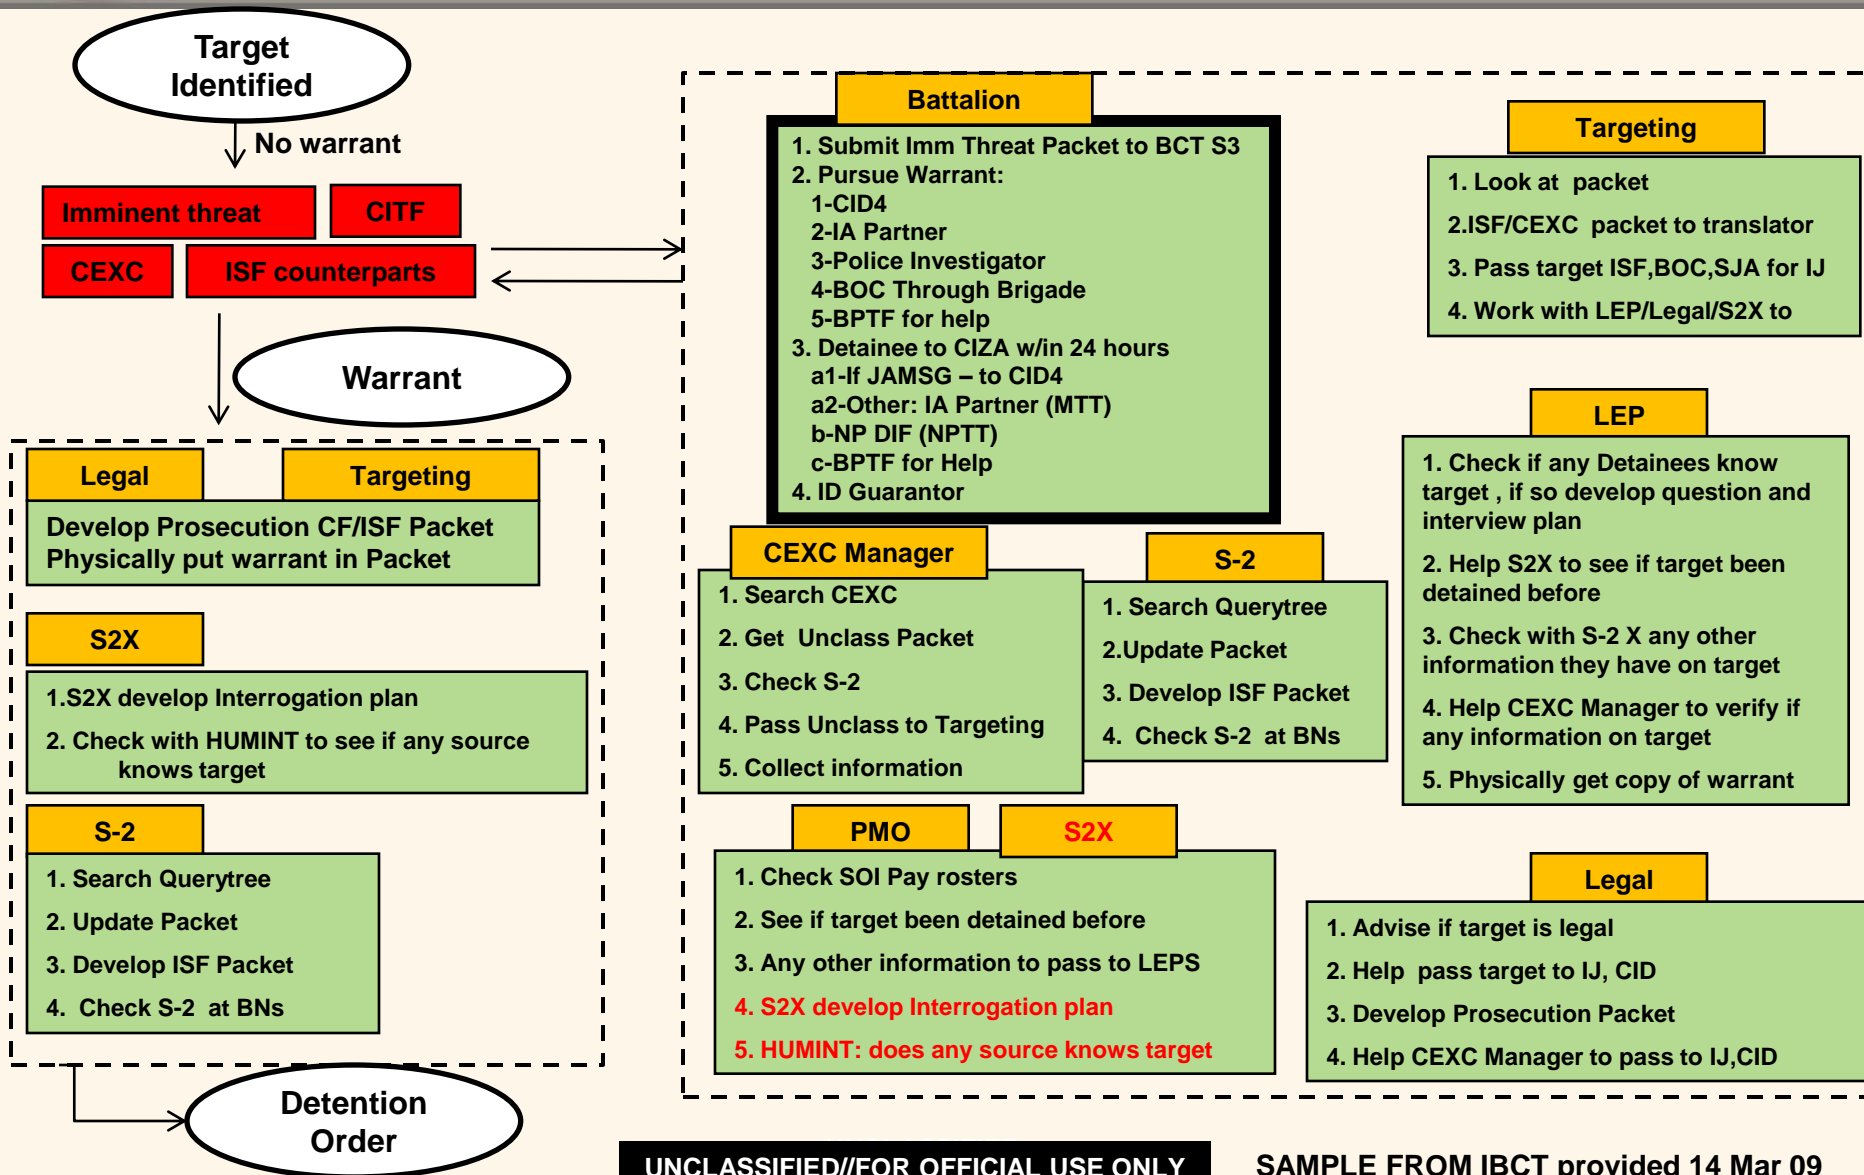 Target
Identified
No warrant
Imminent threat
CITF
CEXC
ISF counterparts
Warrant
Legal
Targeting
Develop Prosecution CF/ISF Packet
Physically put warrant in Packet
S2X
1.S2X develop Interrogation plan
2. Check with HUMINT to see if any source
knows target
S-2
1. Search Querytree
2. Update Packet
3. Develop ISF Packet
4. Check S-2 at BNs
Detention
Order
Battalion
1. Submit Imm Threat Packet to BCT S3
2. Pursue Warrant:
1-CID4
2-IA Partner
3-Police Investigator
4-BOC Through Brigade
5-BPTF for help
3. Detainee to CIZA w/in 24 hours
a1-If JAMSG – to CID4
a2-Other: IA Partner (MTT)
b-NP DIF (NPTT)
c-BPTF for Help
4. ID Guarantor
CEXC Manager
1. Search CEXC
2. Get Unclass Packet
3. Check S-2
4. Pass Unclass to Targeting
5. Collect information
S-2
1. Search Querytree
2.Update Packet
3. Develop ISF Packet
4. Check S-2 at BNs
PMO
S2X
1. Check SOI Pay rosters
2. See if target been detained before
3. Any other information to pass to LEPS
4. S2X develop Interrogation plan
5. HUMINT: does any source knows target
Targeting
1. Look at packet
2.ISF/CEXC packet to translator
3. Pass target ISF,BOC,SJA for IJ
4. Work with LEP/Legal/S2X to
LEP
1. Check if any Detainees know
target , if so develop question and
interview plan
2. Help S2X to see if target been
detained before
3. Check with S-2 X any other
information they have on target
4. Help CEXC Manager to verify if
any information on target
5. Physically get copy of warrant
Legal
1. Advise if target is legal
2. Help pass target to IJ, CID
3. Develop Prosecution Packet
4. Help CEXC Manager to pass to IJ,CID
UNCLASSIFIED//FOR OFFICIAL USE ONLY
SAMPLE FROM IBCT provided 14 Mar 09